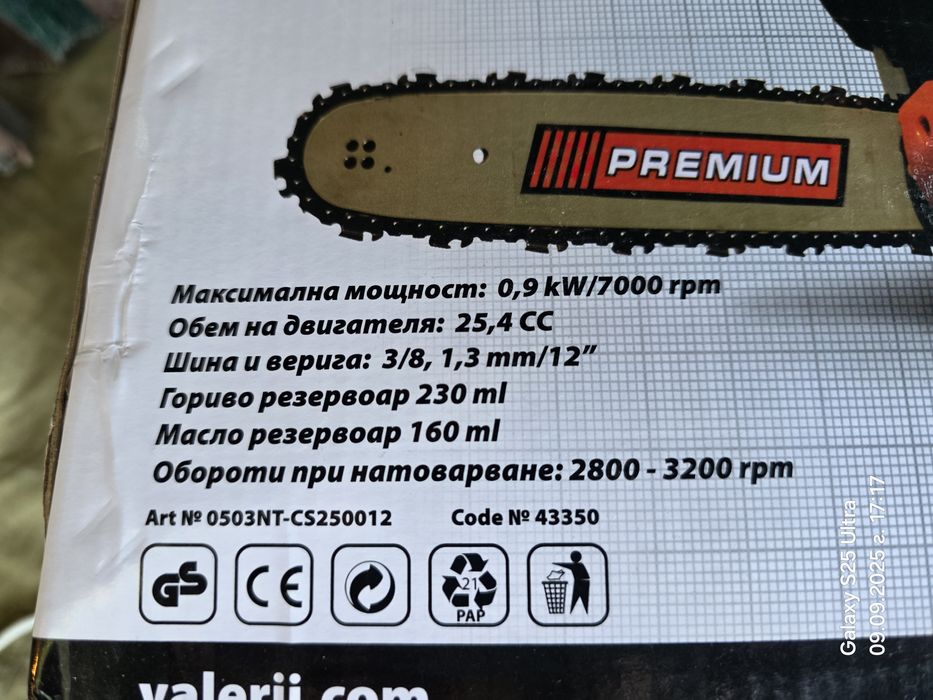 PREMIUM
Максимална мощност: 0,9 kW/7000 rpm
Обем на двигателя: 25,4 CC
Шина и верига: 3/8, 1,3 mm/12”
Гориво резервоар 230 ml
Масло резервоар 160 ml
Обороти при натоварване: 2800 - 3200 rpm
Art № 0503NT-CS250012 Code № 43350
GS CE 21 PAP
valerii.com
Galaxy S25 Ultra
09.09.2025 г. 17:17